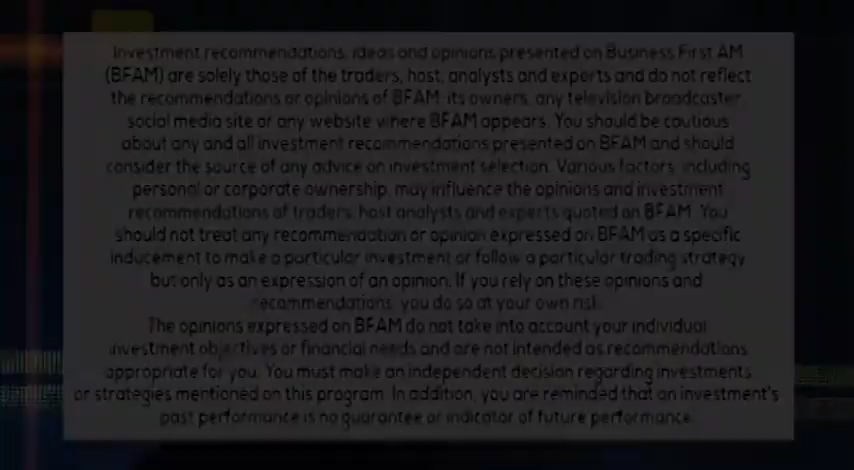 Investment recommendations, ideas and opinions presented on Business First AM
(BFAM) are solely those of the traders, host, analysts and experts and do not reflect
the recommendations or opinions of BFAM, its owners, any television broadcaster,
social media site or any website where BFAM appears. You should be cautious
about any and all investment recommendations presented on BFAM and should
consider the source of any advice on investment selection. Various factors, including
personal or corporate ownership, may influence the opinions and investment
recommendations of traders, host analysts and experts quoted on BFAM. You
should not treat any recommendation or opinion expressed on BFAM as a specific
inducement to make a particular investment or follow a particular trading strategy
but only as an expression of an opinion. If you rely on these opinions and
recommendations, you do so at your own risk.
The opinions expressed on BFAM do not take into account your individual
investment objectives or financial needs and are not intended as recommendations
appropriate for you. You must make an independent decision regarding investments
or strategies mentioned on this program. In addition, you are reminded that an investment's
past performance is no guarantee or indicator of future performance.